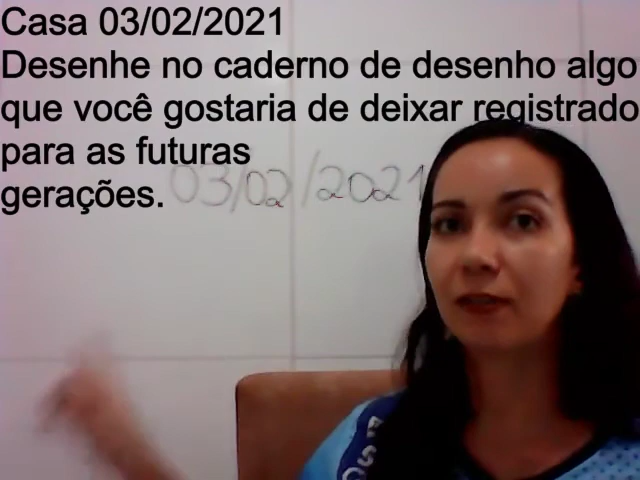 Casa 03/02/2021
Desenhe no caderno de desenho algo
que você gostaria de deixar registrado
para as futuras
gerações.
03/02/2021